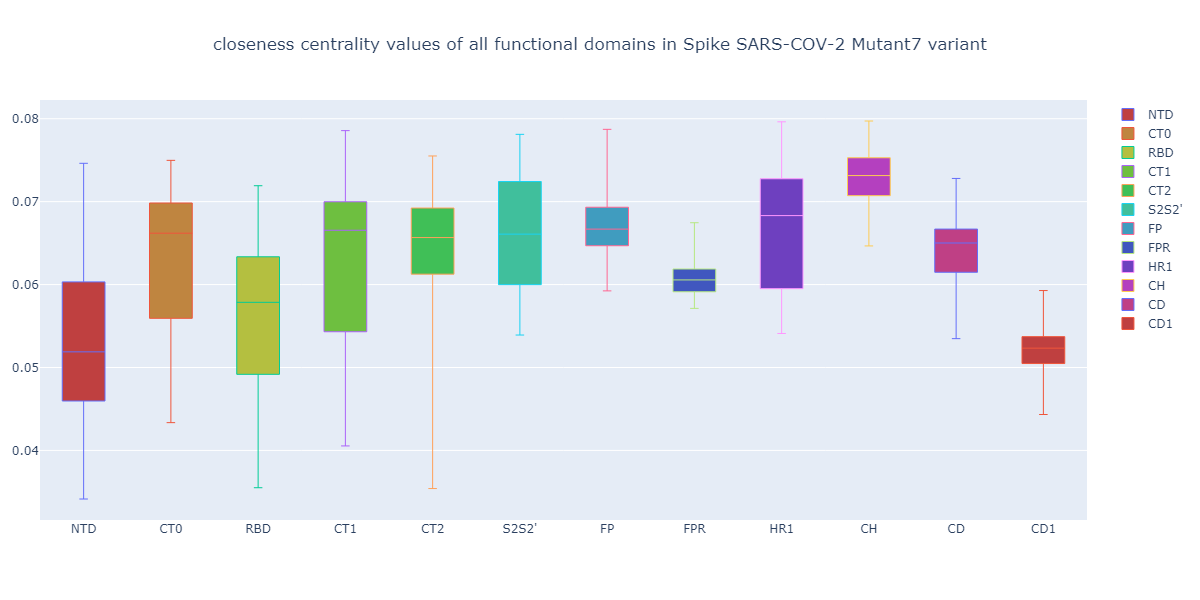 closeness centrality values of all functional domains in Spike SARS-COV-2 Mutant7 variant
0.08
0.07
0.06
0.05
0.04
NTD CT0 RBD CT1 CT2 S2S2' FP FPR HR1 CH CD CD1
NTD
CT0
RBD
CT1
CT2
S2S2'
FP
FPR
HR1
CH
CD
CD1